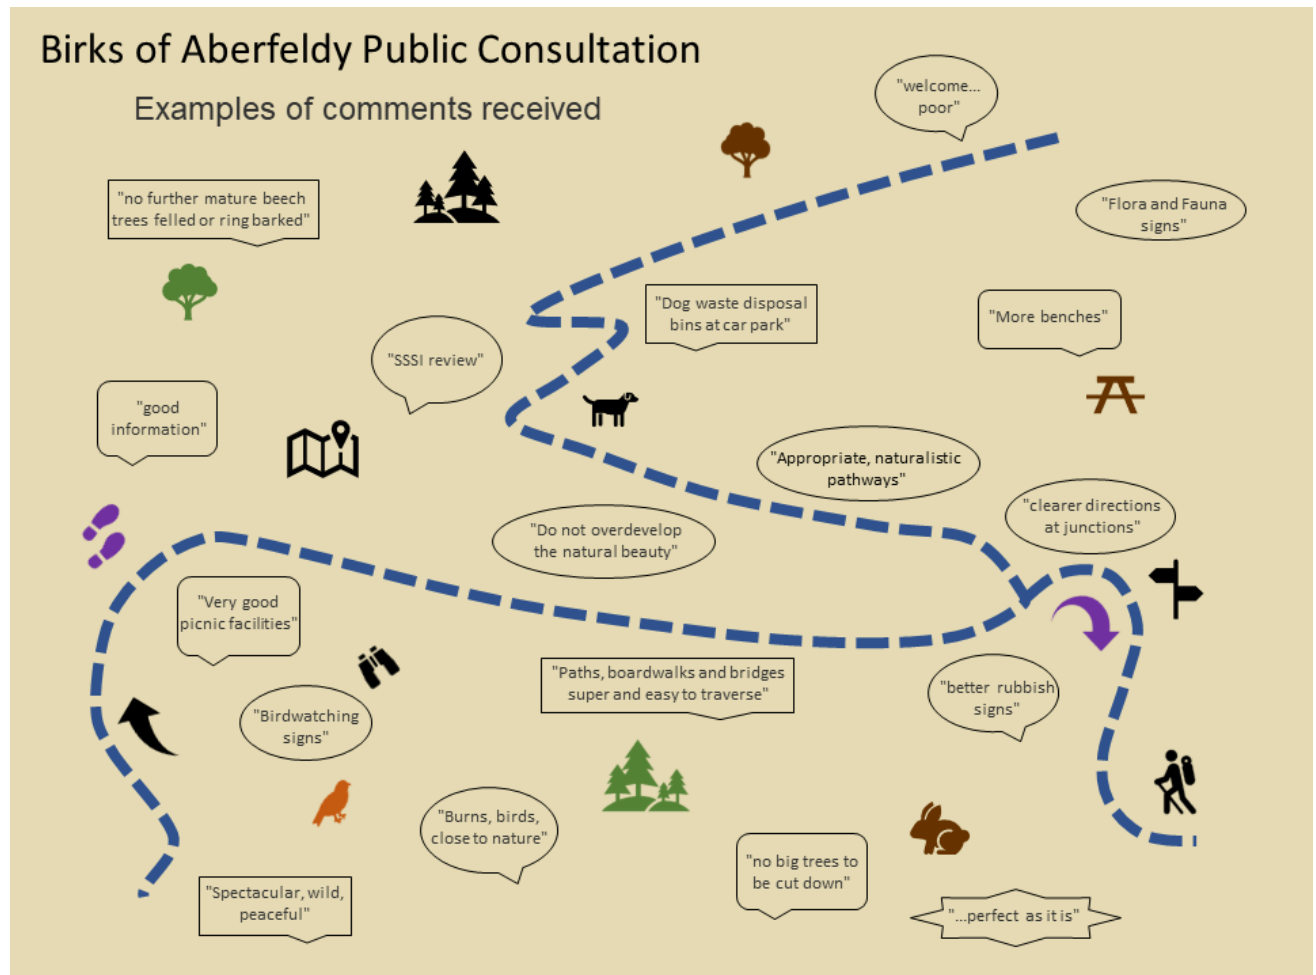 Birks of Aberfeldy Public Consultation
Examples of comments received
"welcome...
poor"
"no further mature beech
trees felled or ring barked"
"Flora and Fauna
signs"
"Dog waste disposal
bins at car park"
"More benches"
"SSSI review"
"good
information"
"Appropriate, naturalistic
pathways"
"clearer directions
at junctions"
"Do not overdevelop
the natural beauty"
"Very good
picnic facilities"
"Paths, boardwalks and bridges
super and easy to traverse"
"better rubbish
signs"
"Birdwatching
signs"
"Burns, birds,
close to nature"
"no big trees to
be cut down"
"Spectacular, wild,
peaceful"
"...perfect as it is"